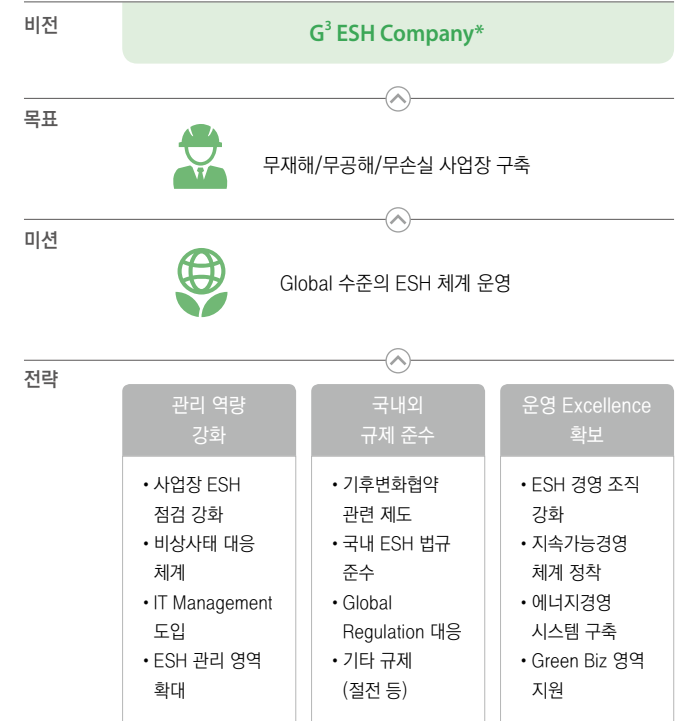 비전
G³ ESH Company*
목표
무재해/무공해/무손실 사업장 구축
미션
Global 수준의 ESH 체계 운영
전략
관리 역량
강화
• 사업장 ESH
점검 강화
• 비상사태 대응
체계
• IT Management
도입
• ESH 관리 영역
확대
국내외
규제 준수
• 기후변화협약
관련 제도
• 국내 ESH 법규
준수
• Global
Regulation 대응
• 기타 규제
(절전 등)
운영 Excellence
확보
• ESH 경영 조직
강화
• 지속가능경영
체계 정착
• 에너지경영
시스템 구축
• Green Biz 영역
지원